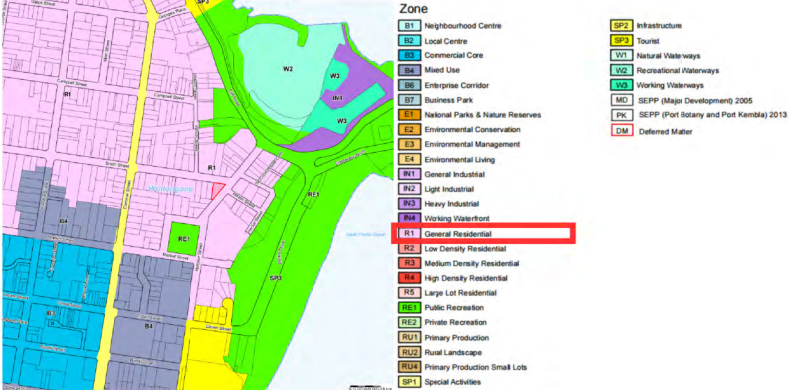 Zone
B1 Neighbourhood Centre
B2 Local Centre
B3 Commercial Core
B4 Mixed Use
B6 Enterprise Corridor
B7 Business Park
E1 National Parks & Nature Reserves
E2 Environmental Conservation
E3 Environmental Management
E4 Environmental Living
IN1 General Industrial
IN2 Light Industrial
IN3 Heavy Industrial
IN4 Working Waterfront
R1 General Residential
R2 Low Density Residential
R3 Medium Density Residential
R4 High Density Residential
R5 Large Lot Residential
RE1 Public Recreation
RE2 Private Recreation
RU1 Primary Production
RU2 Rural Landscape
RU4 Primary Production Small Lots
SP1 Special Activities
SP2 Infrastructure
SP3 Tourist
W1 Natural Waterways
W2 Recreational Waterways
W3 Working Waterways
MD SEPP (Major Development) 2005
PK SEPP (Port Botany and Port Kembla) 2013
DM Deferred Matter
SP3
W2
W3
IN4
W3
R1
R1
Wollongong
RE1
B4
RE1
Market Street
SP3
B3
B4